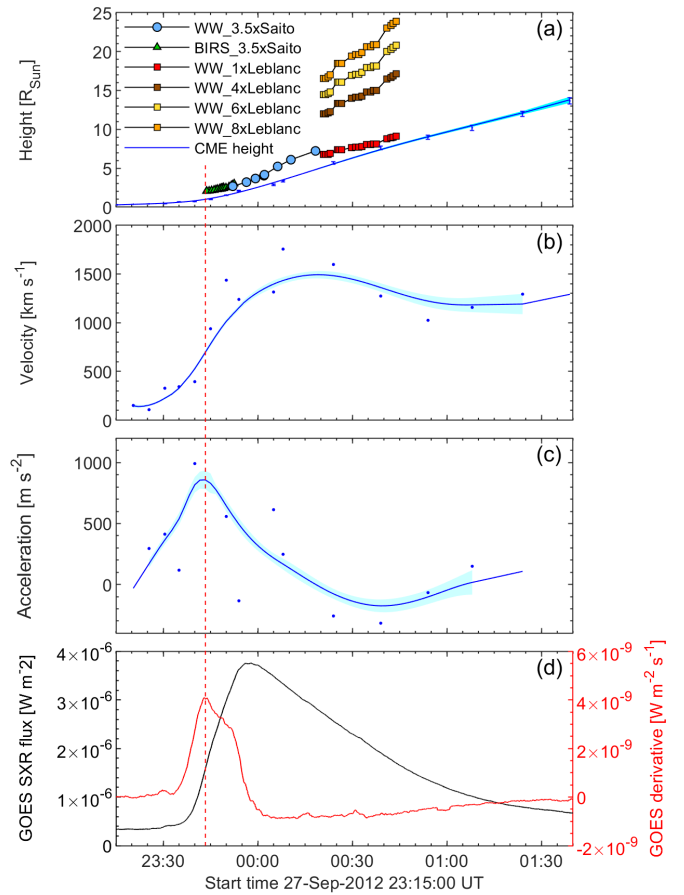 25
20
15
10
5
0
Height [R_Sun]
WW_3.5xSaito
BIRS_3.5xSaito
WW_1xLeblanc
WW_4xLeblanc
WW_6xLeblanc
WW_8xLeblanc
CME height
(a)
2000
1500
1000
500
0
Velocity [km s⁻¹]
(b)
1000
500
0
Acceleration [m s⁻²]
(c)
4×10⁻⁶
3×10⁻⁶
2×10⁻⁶
1×10⁻⁶
0
GOES SXR flux [W m⁻2]
(d)
6×10⁻⁹
4×10⁻⁹
2×10⁻⁹
0
-2×10⁻⁹
GOES derivative [W m⁻² s⁻¹]
23:30 00:00 00:30 01:00 01:30
Start time 27-Sep-2012 23:15:00 UT